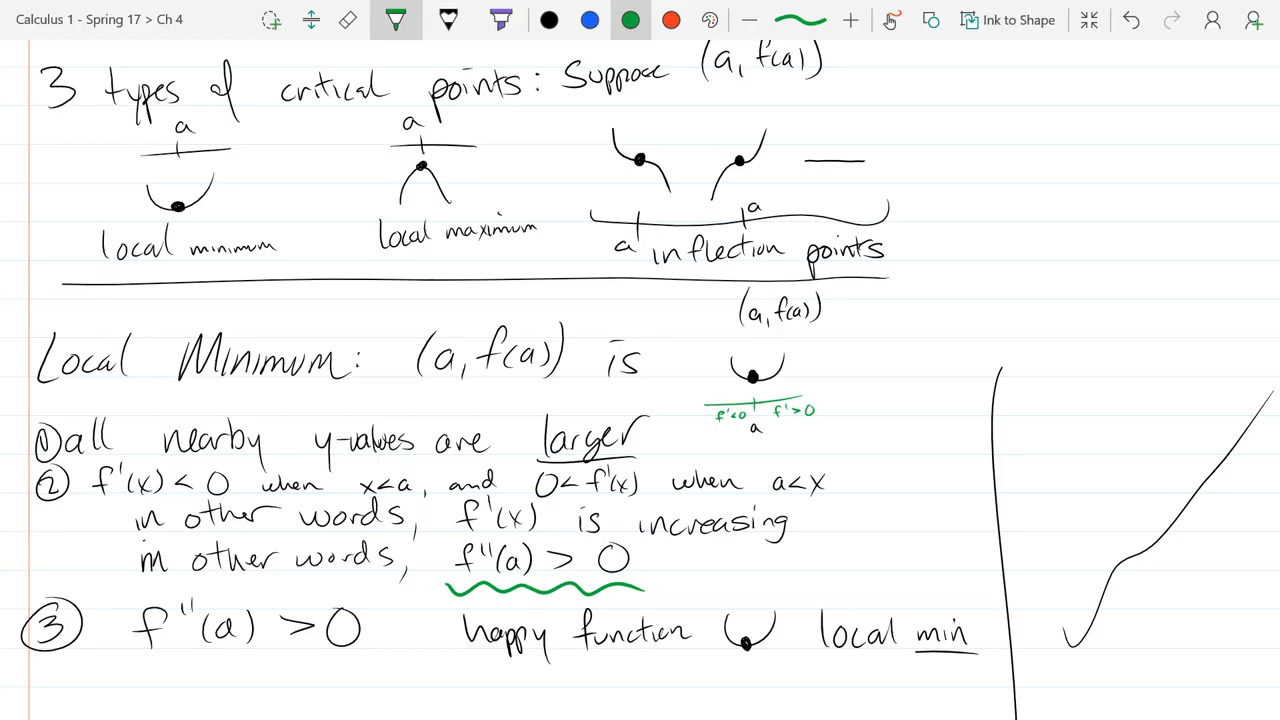 Calculus 1 - Spring 17 > Ch 4
Ink to Shape
3 types of critical points: Suppose (a, f(a))
a
a
local minimum
local maximum
a
a
inflection points
(a, f(a))
Local Minimum: (a, f(a)) is
f'<0 f'>0
a
① all nearby y-values are larger
② f'(x) < 0 when x<a, and 0< f'(x) when a<x
in other words, f'(x) is increasing
in other words, f''(a) > 0
③ f''(a) > 0 happy function local min